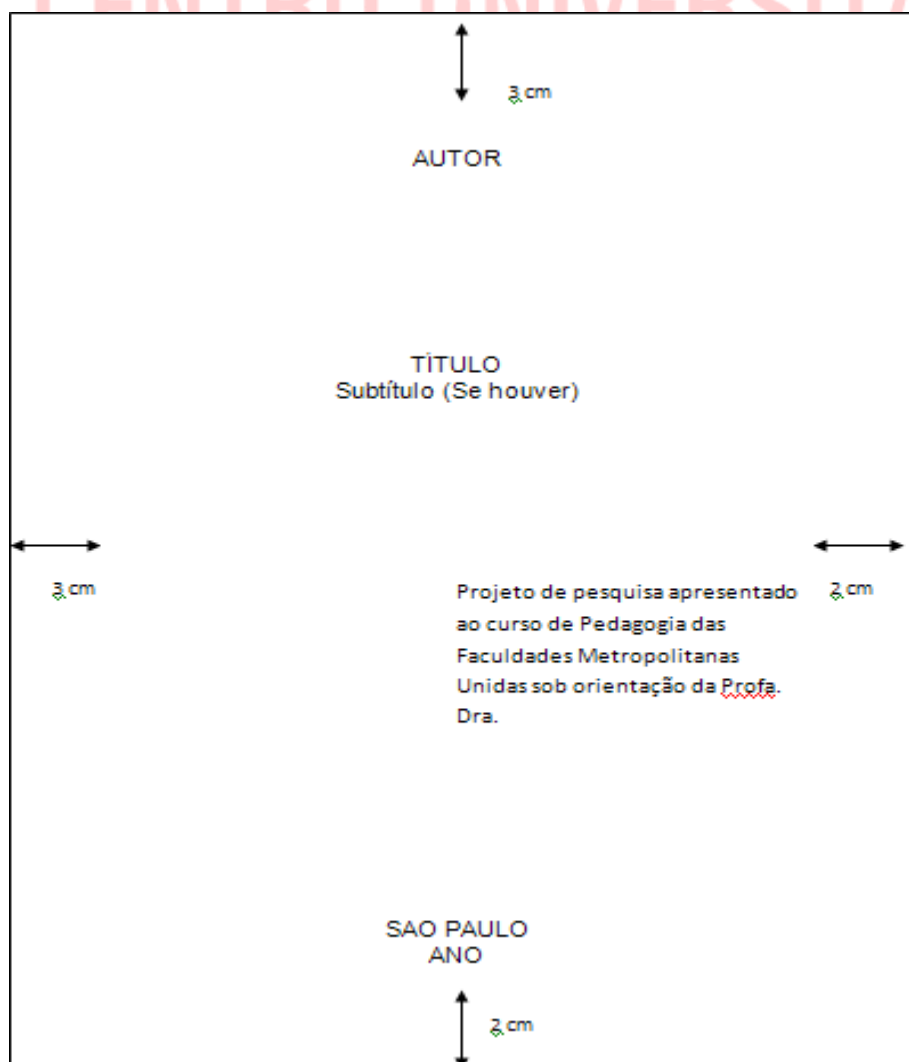 3 cm
AUTOR
TÍTULO
Subtítulo (Se houver)
3 cm
2 cm
Projeto de pesquisa apresentado
ao curso de Pedagogia das
Faculdades Metropolitanas
Unidas sob orientação da Profa.
Dra.
SAO PAULO
ANO
2 cm